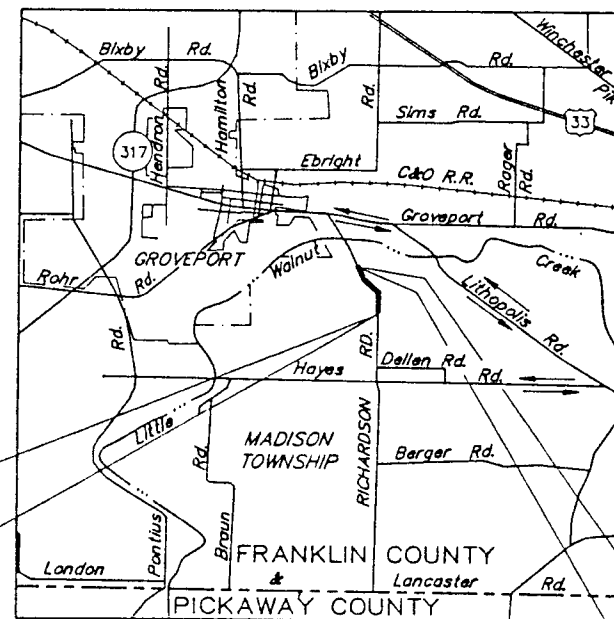 Winchester
Pik
Bixby Rd.
Bixby Rd.
33
Hendron Rd.
Hamilton Rd.
Rd.
Sims Rd.
317
Ebright
Rager Rd.
C&O R.R.
Groveport Rd.
GROVEPORT
Walnut Creek
Rohr Rd.
Lithopolis Rd.
Rd.
RICHARDSON RD.
Dellen Rd.
Hayes Rd.
Little
MADISON
TOWNSHIP
Berger Rd.
Pontius
Braun Rd.
FRANKLIN COUNTY
London
&
Lancaster Rd.
PICKAWAY COUNTY